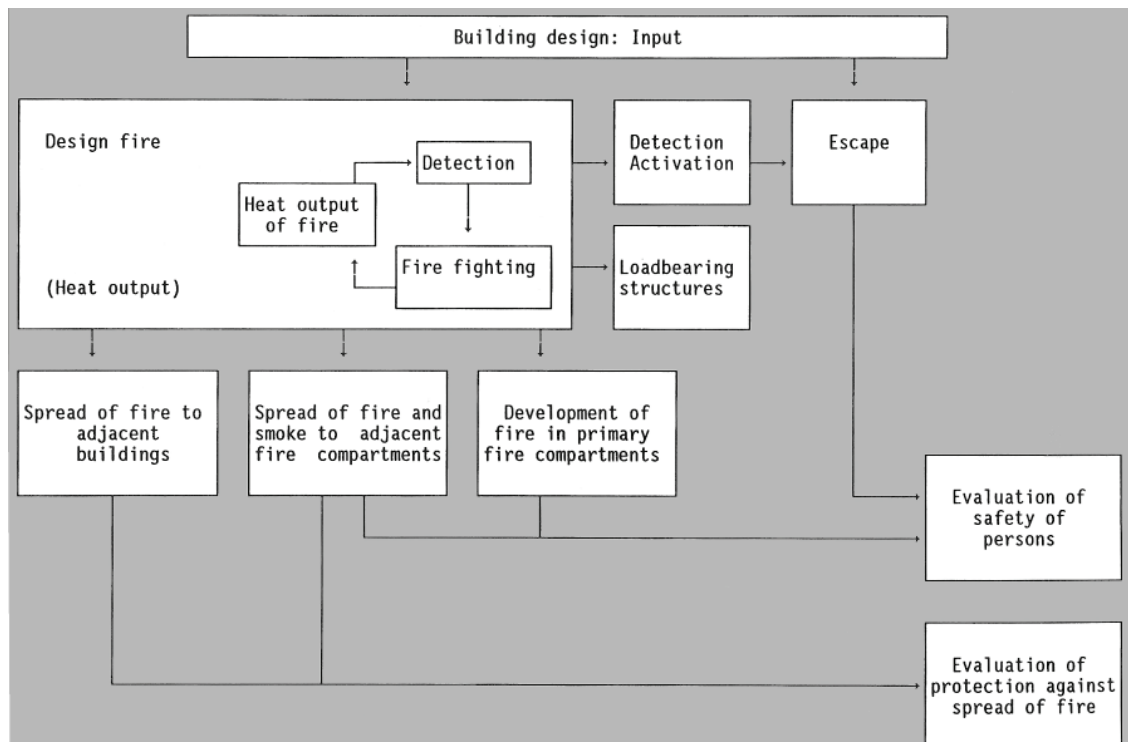 Building design: Input
Design fire
Detection
Heat output
of fire
Fire fighting
(Heat output)
Detection
Activation
Escape
Loadbearing
structures
Spread of fire to
adjacent
buildings
Spread of fire and
smoke to adjacent
fire compartments
Development of
fire in primary
fire compartments
Evaluation of
safety of
persons
Evaluation of
protection against
spread of fire